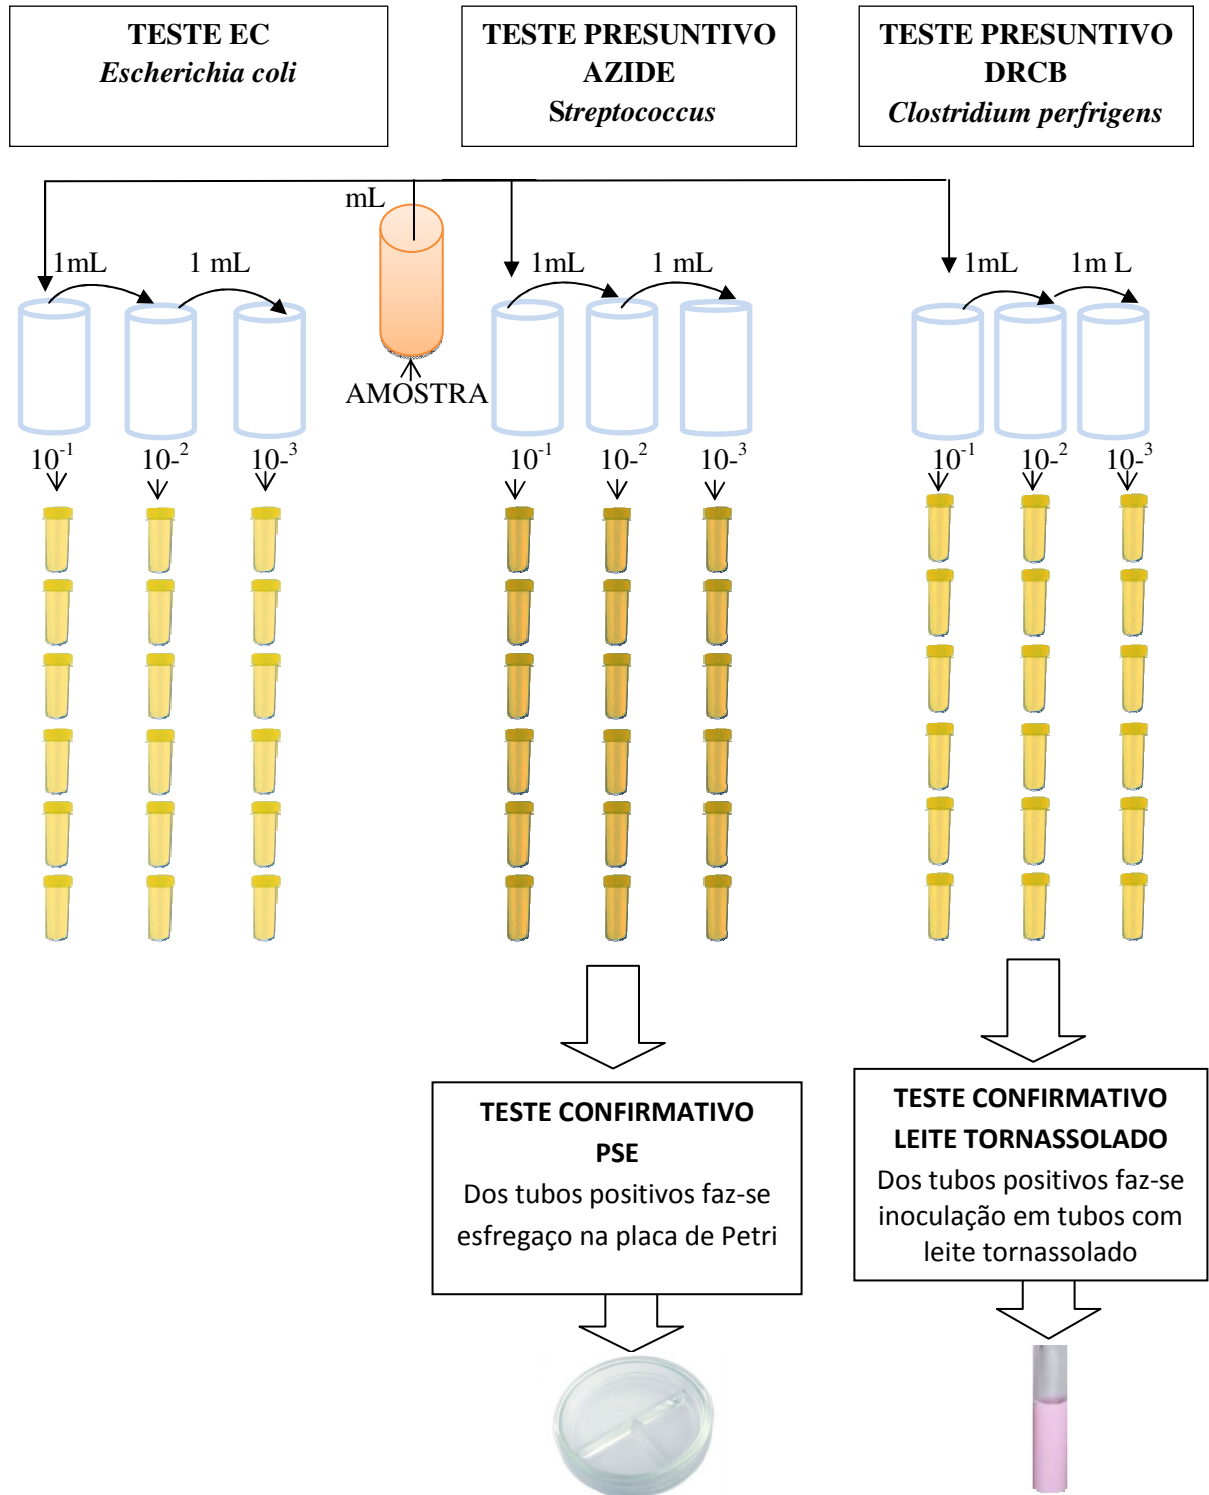 TESTE EC
Escherichia coli
TESTE PRESUNTIVO
AZIDE
Streptococcus
TESTE PRESUNTIVO
DRCB
Clostridium perfrigens
mL
1mL
1 mL
1mL
1 mL
1mL
1m L
AMOSTRA
10-1
10-2
10-3
10-1
10-2
10-3
10-1
10-2
10-3
TESTE CONFIRMATIVO
PSE
Dos tubos positivos faz-se
esfregaço na placa de Petri
TESTE CONFIRMATIVO
LEITE TORNASSOLADO
Dos tubos positivos faz-se
inoculação em tubos com
leite tornassolado